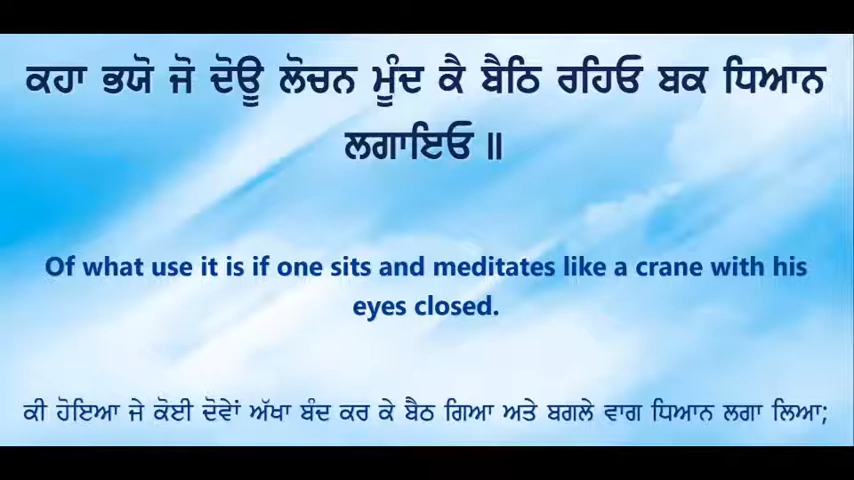 ਕਹਾ ਭਯੋ ਜੋ ਦੋਊ ਲੋਚਨ ਮੂੰਦ ਕੈ ਬੈਠਿ ਰਹਿਓ ਬਕ ਧਿਆਨ
ਲਗਾਇਓ ॥
Of what use it is if one sits and meditates like a crane with his
eyes closed.
ਕੀ ਹੋਇਆ ਜੇ ਕੋਈ ਦੋਵੇਂ ਅੱਖਾ ਬੰਦ ਕਰ ਕੇ ਬੈਠ ਗਿਆ ਅਤੇ ਬਗਲੇ ਵਾਗ ਧਿਆਨ ਲਗਾ ਲਿਆ;